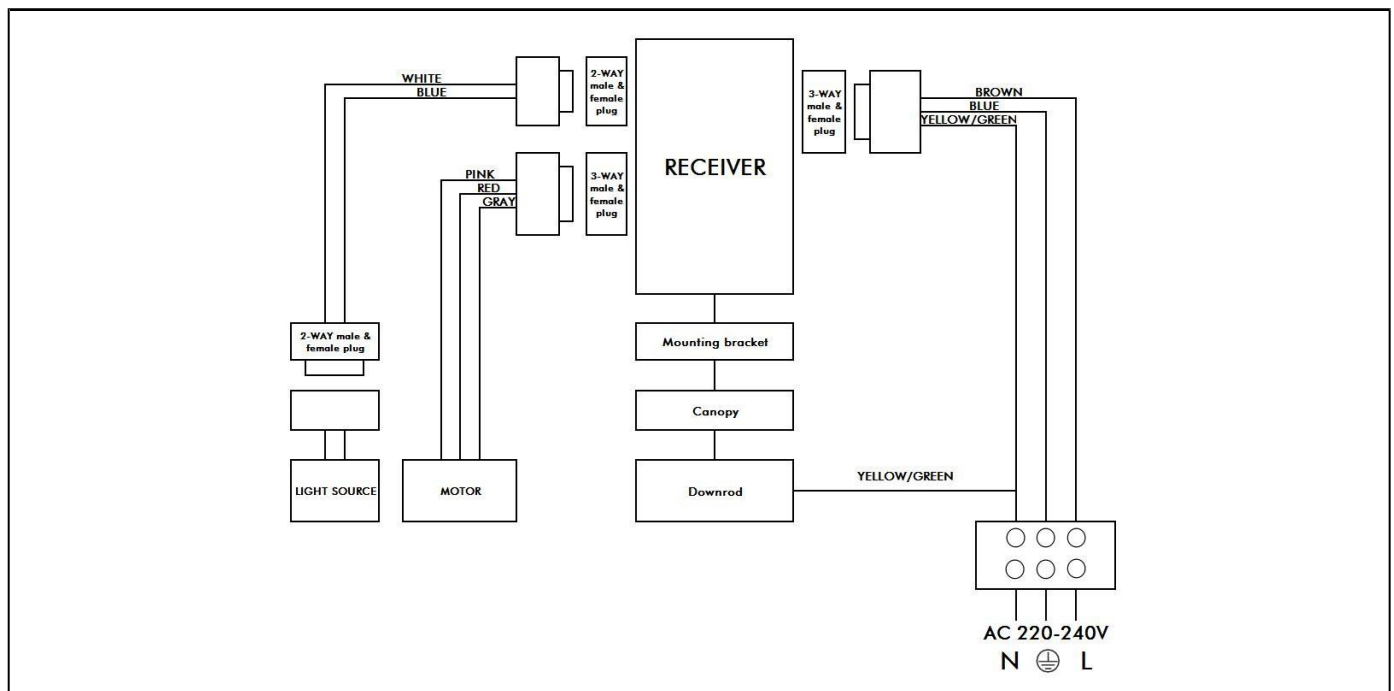 WHITE
BLUE
2-WAY
male &
female
plug
PINK
RED
GRAY
3-WAY
male &
female
plug
RECEIVER
3-WAY
male &
female
plug
BROWN
BLUE
YELLOW/GREEN
2-WAY male &
female plug
Mounting bracket
Canopy
LIGHT SOURCE
MOTOR
Downrod
YELLOW/GREEN
AC 220-240V
N L